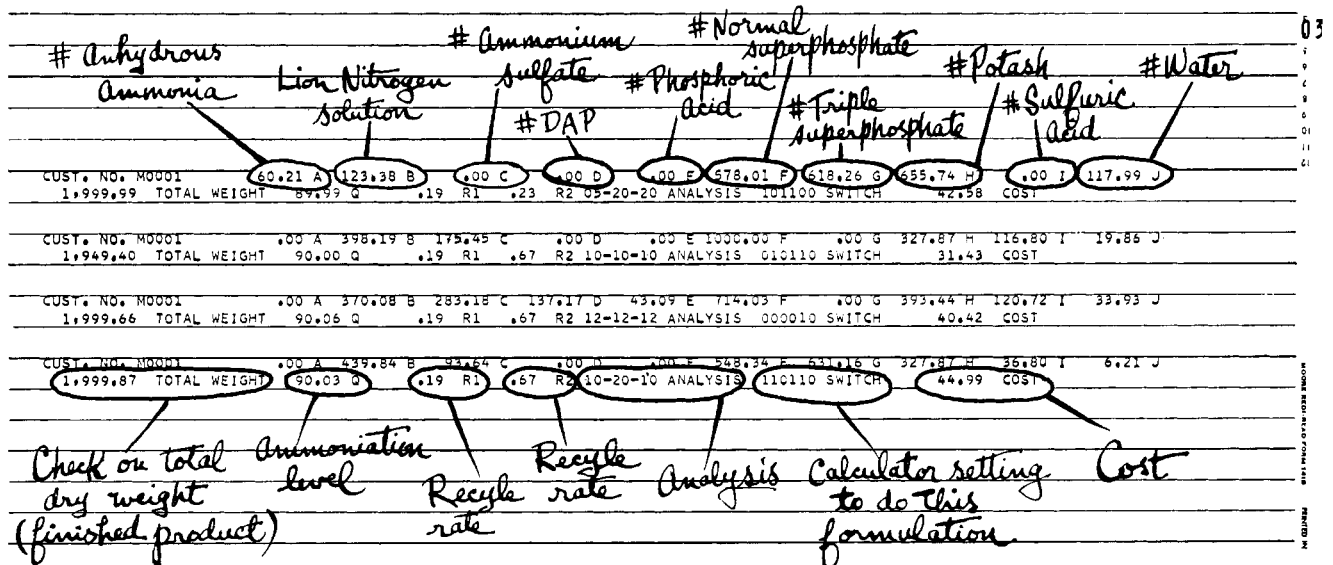 03
# Anhydrous
Ammonia
Lion Nitrogen
solution
# Ammonium
sulfate
# DAP
# Phosphoric
acid
# Normal
superphosphate
# Triple
superphosphate
# Potash
# Sulfuric
acid
# Water
CUST. NO. M0001 60.21 A 123.38 B .00 C .00 D .00 E 578.01 F 618.26 G 655.74 H .00 I 117.99 J
1,999.99 TOTAL WEIGHT 89.99 Q .19 R1 .23 R2 05-20-20 ANALYSIS 101100 SWITCH 42.58 COST
CUST. NO. M0001 .00 A 398.19 B 175.45 C .00 D .00 E 1000.00 F .00 G 327.87 H 116.80 I 19.86 J
1,949.40 TOTAL WEIGHT 90.00 Q .19 R1 .67 R2 10-10-10 ANALYSIS 010110 SWITCH 31.43 COST
CUST. NO. M0001 .00 A 370.08 B 283.18 C 137.17 D 43.09 E 714.03 F .00 G 393.44 H 120.72 I 33.93 J
1,999.66 TOTAL WEIGHT 90.06 Q .19 R1 .67 R2 12-12-12 ANALYSIS 000010 SWITCH 40.42 COST
CUST. NO. M0001 .00 A 439.84 B 93.64 C .00 D .00 E 548.34 F 631.16 G 327.87 H 36.80 I 6.21 J
1,999.87 TOTAL WEIGHT 90.03 Q .19 R1 .67 R2 10-20-10 ANALYSIS 110110 SWITCH 44.99 COST
Check on total
dry weight
(finished product)
Ammoniation
level
Recyle
rate
Recyle
rate
Analysis
Calculator setting
to do this
formulation
Cost